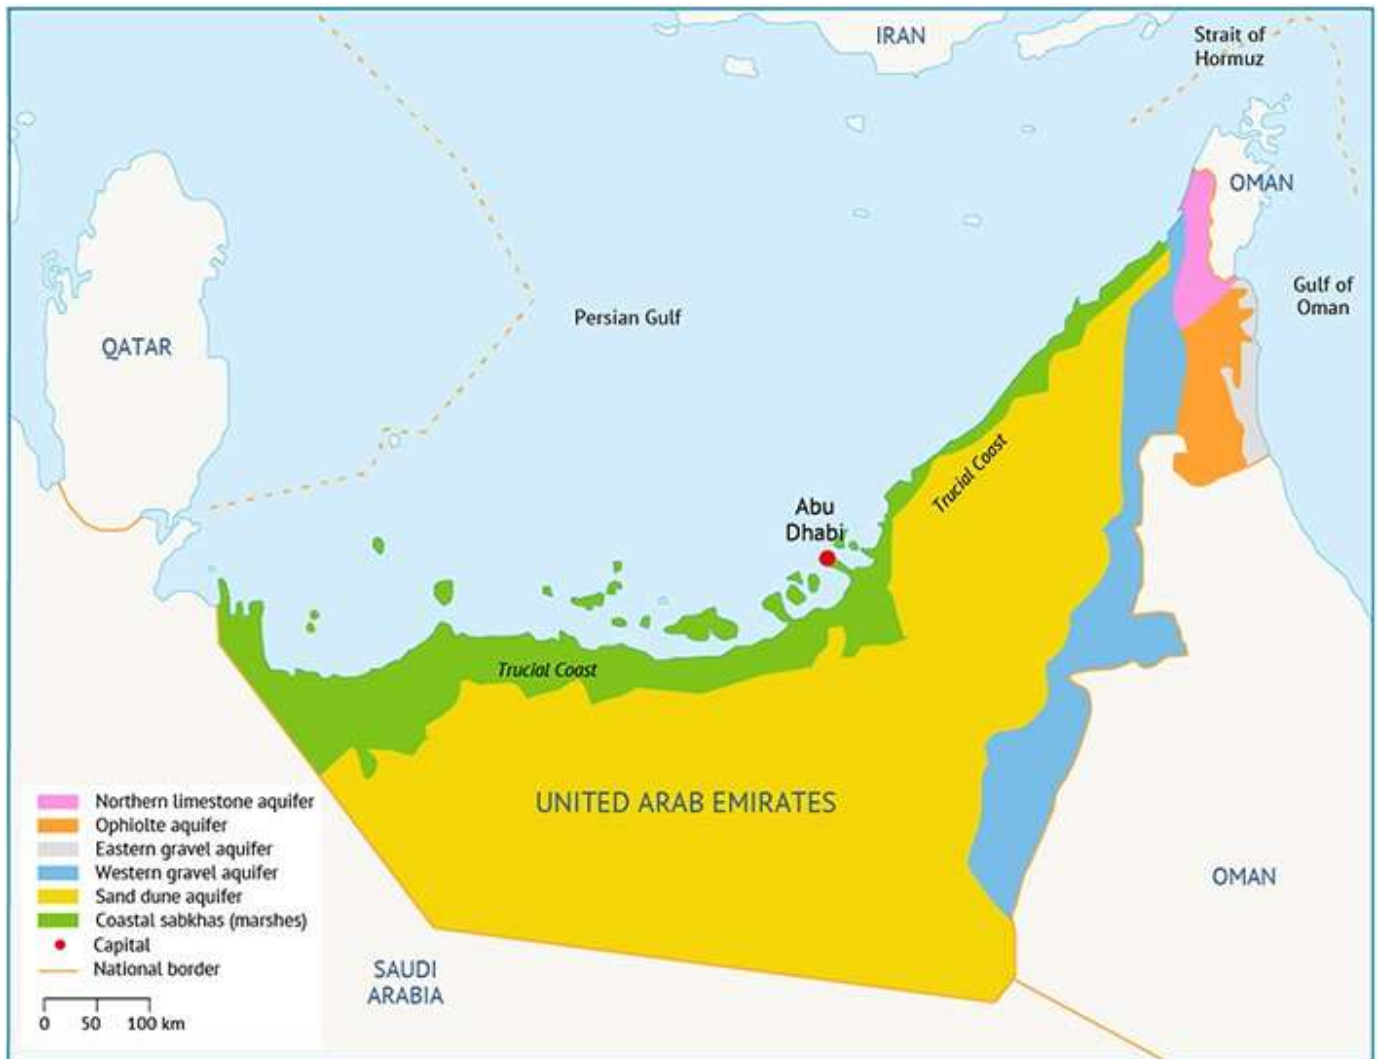 IRAN
Strait of
Hormuz
OMAN
Gulf of
Oman
Persian Gulf
QATAR
Trucial Coast
Abu
Dhabi
Trucial Coast
UNITED ARAB EMIRATES
Northern limestone aquifer
Ophiolte aquifer
Eastern gravel aquifer
Western gravel aquifer
Sand dune aquifer
Coastal sabkhas (marshes)
Capital
National border
0 50 100 km
SAUDI
ARABIA
OMAN